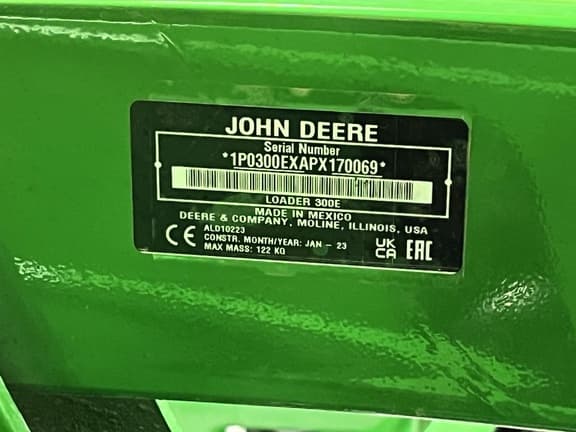 JOHN DEERE
Serial Number
*1P0300EXAPX170069*
LOADER 300E
MADE IN MEXICO
DEERE & COMPANY, MOLINE, ILLINOIS, USA
ALD10223
CE CONSTR. MONTH/YEAR: JAN - 23 UK CA EAC
MAX MASS: 122 KG